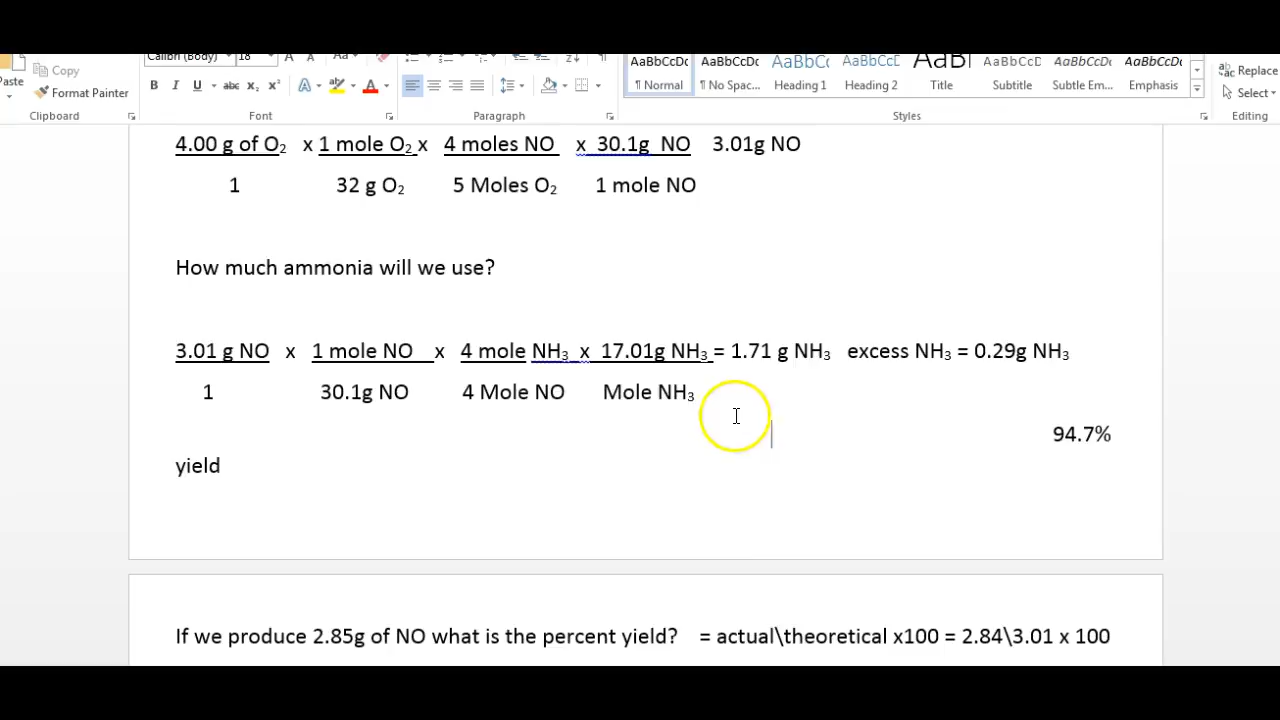 Calibri (Body) 18
Paste Copy
Format Painter
B I U abc x₂ x² A A
AaBbCcDc AaBbCcDc AaBbCc AaBbCc AaBl AaBbCcD AaBbCcDc AaBbCcDc
¶ Normal ¶ No Spac... Heading 1 Heading 2 Title Subtitle Subtle Em... Emphasis
Replace
Select
Clipboard Font Paragraph Styles Editing
4.00 g of O₂ x 1 mole O₂ x 4 moles NO x 30.1g NO 3.01g NO
1 32 g O₂ 5 Moles O₂ 1 mole NO
How much ammonia will we use?
3.01 g NO x 1 mole NO x 4 mole NH₃ x 17.01g NH₃ = 1.71 g NH₃ excess NH₃ = 0.29g NH₃
1 30.1g NO 4 Mole NO Mole NH₃
94.7%
yield
If we produce 2.85g of NO what is the percent yield? = actual\theoretical x100 = 2.84\3.01 x 100